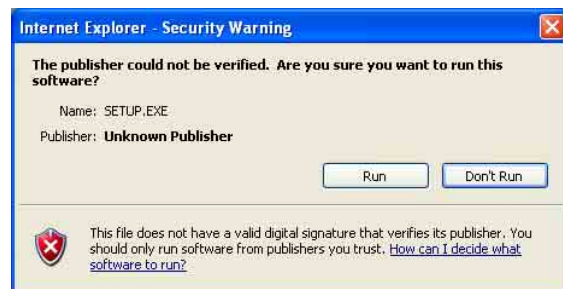 Internet Explorer - Security Warning
The publisher could not be verified. Are you sure you want to run this
software?
Name: SETUP.EXE
Publisher: Unknown Publisher
Run Don't Run
This file does not have a valid digital signature that verifies its publisher. You
should only run software from publishers you trust. How can I decide what
software to run?